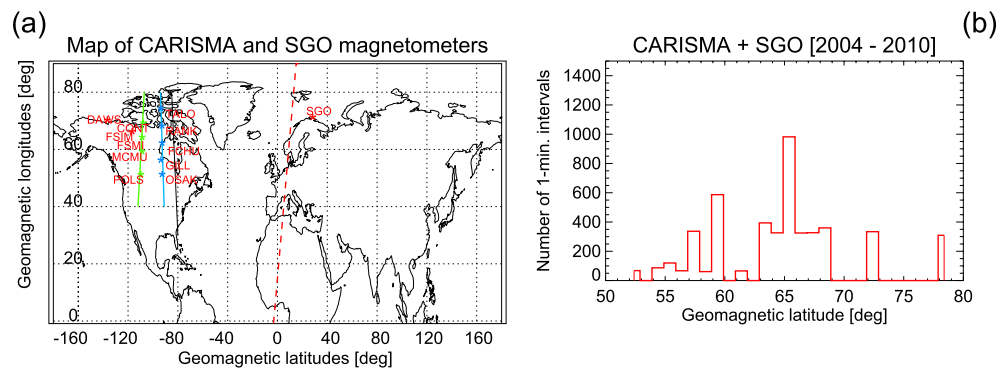 (a)
Map of CARISMA and SGO magnetometers
Geomagnetic longitudes [deg]
80
60
40
20
0
DAWS
FSIM
FSMI
MCMU
POLS
TALO
RANK
FCHU
GILL
OSAK
SGO
-160 -120 -80 -40 0 40 80 120 160
Geomagnetic latitudes [deg]
(b)
CARISMA + SGO [2004 - 2010]
Number of 1-min. intervals
1400
1200
1000
800
600
400
200
0
50 55 60 65 70 75 80
Geomagnetic latitude [deg]